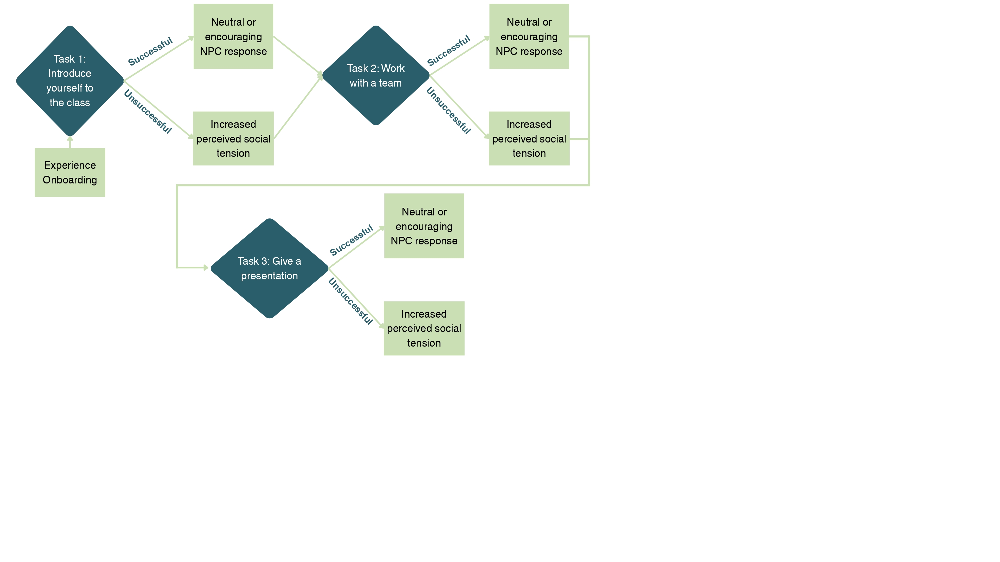 Task 1:
Introduce
yourself to
the class
Successful
Unsuccessful
Neutral or
encouraging
NPC response
Increased
perceived social
tension
Experience
Onboarding
Task 2: Work
with a team
Successful
Unsuccessful
Neutral or
encouraging
NPC response
Increased
perceived social
tension
Task 3: Give a
presentation
Successful
Unsuccessful
Neutral or
encouraging
NPC response
Increased
perceived social
tension